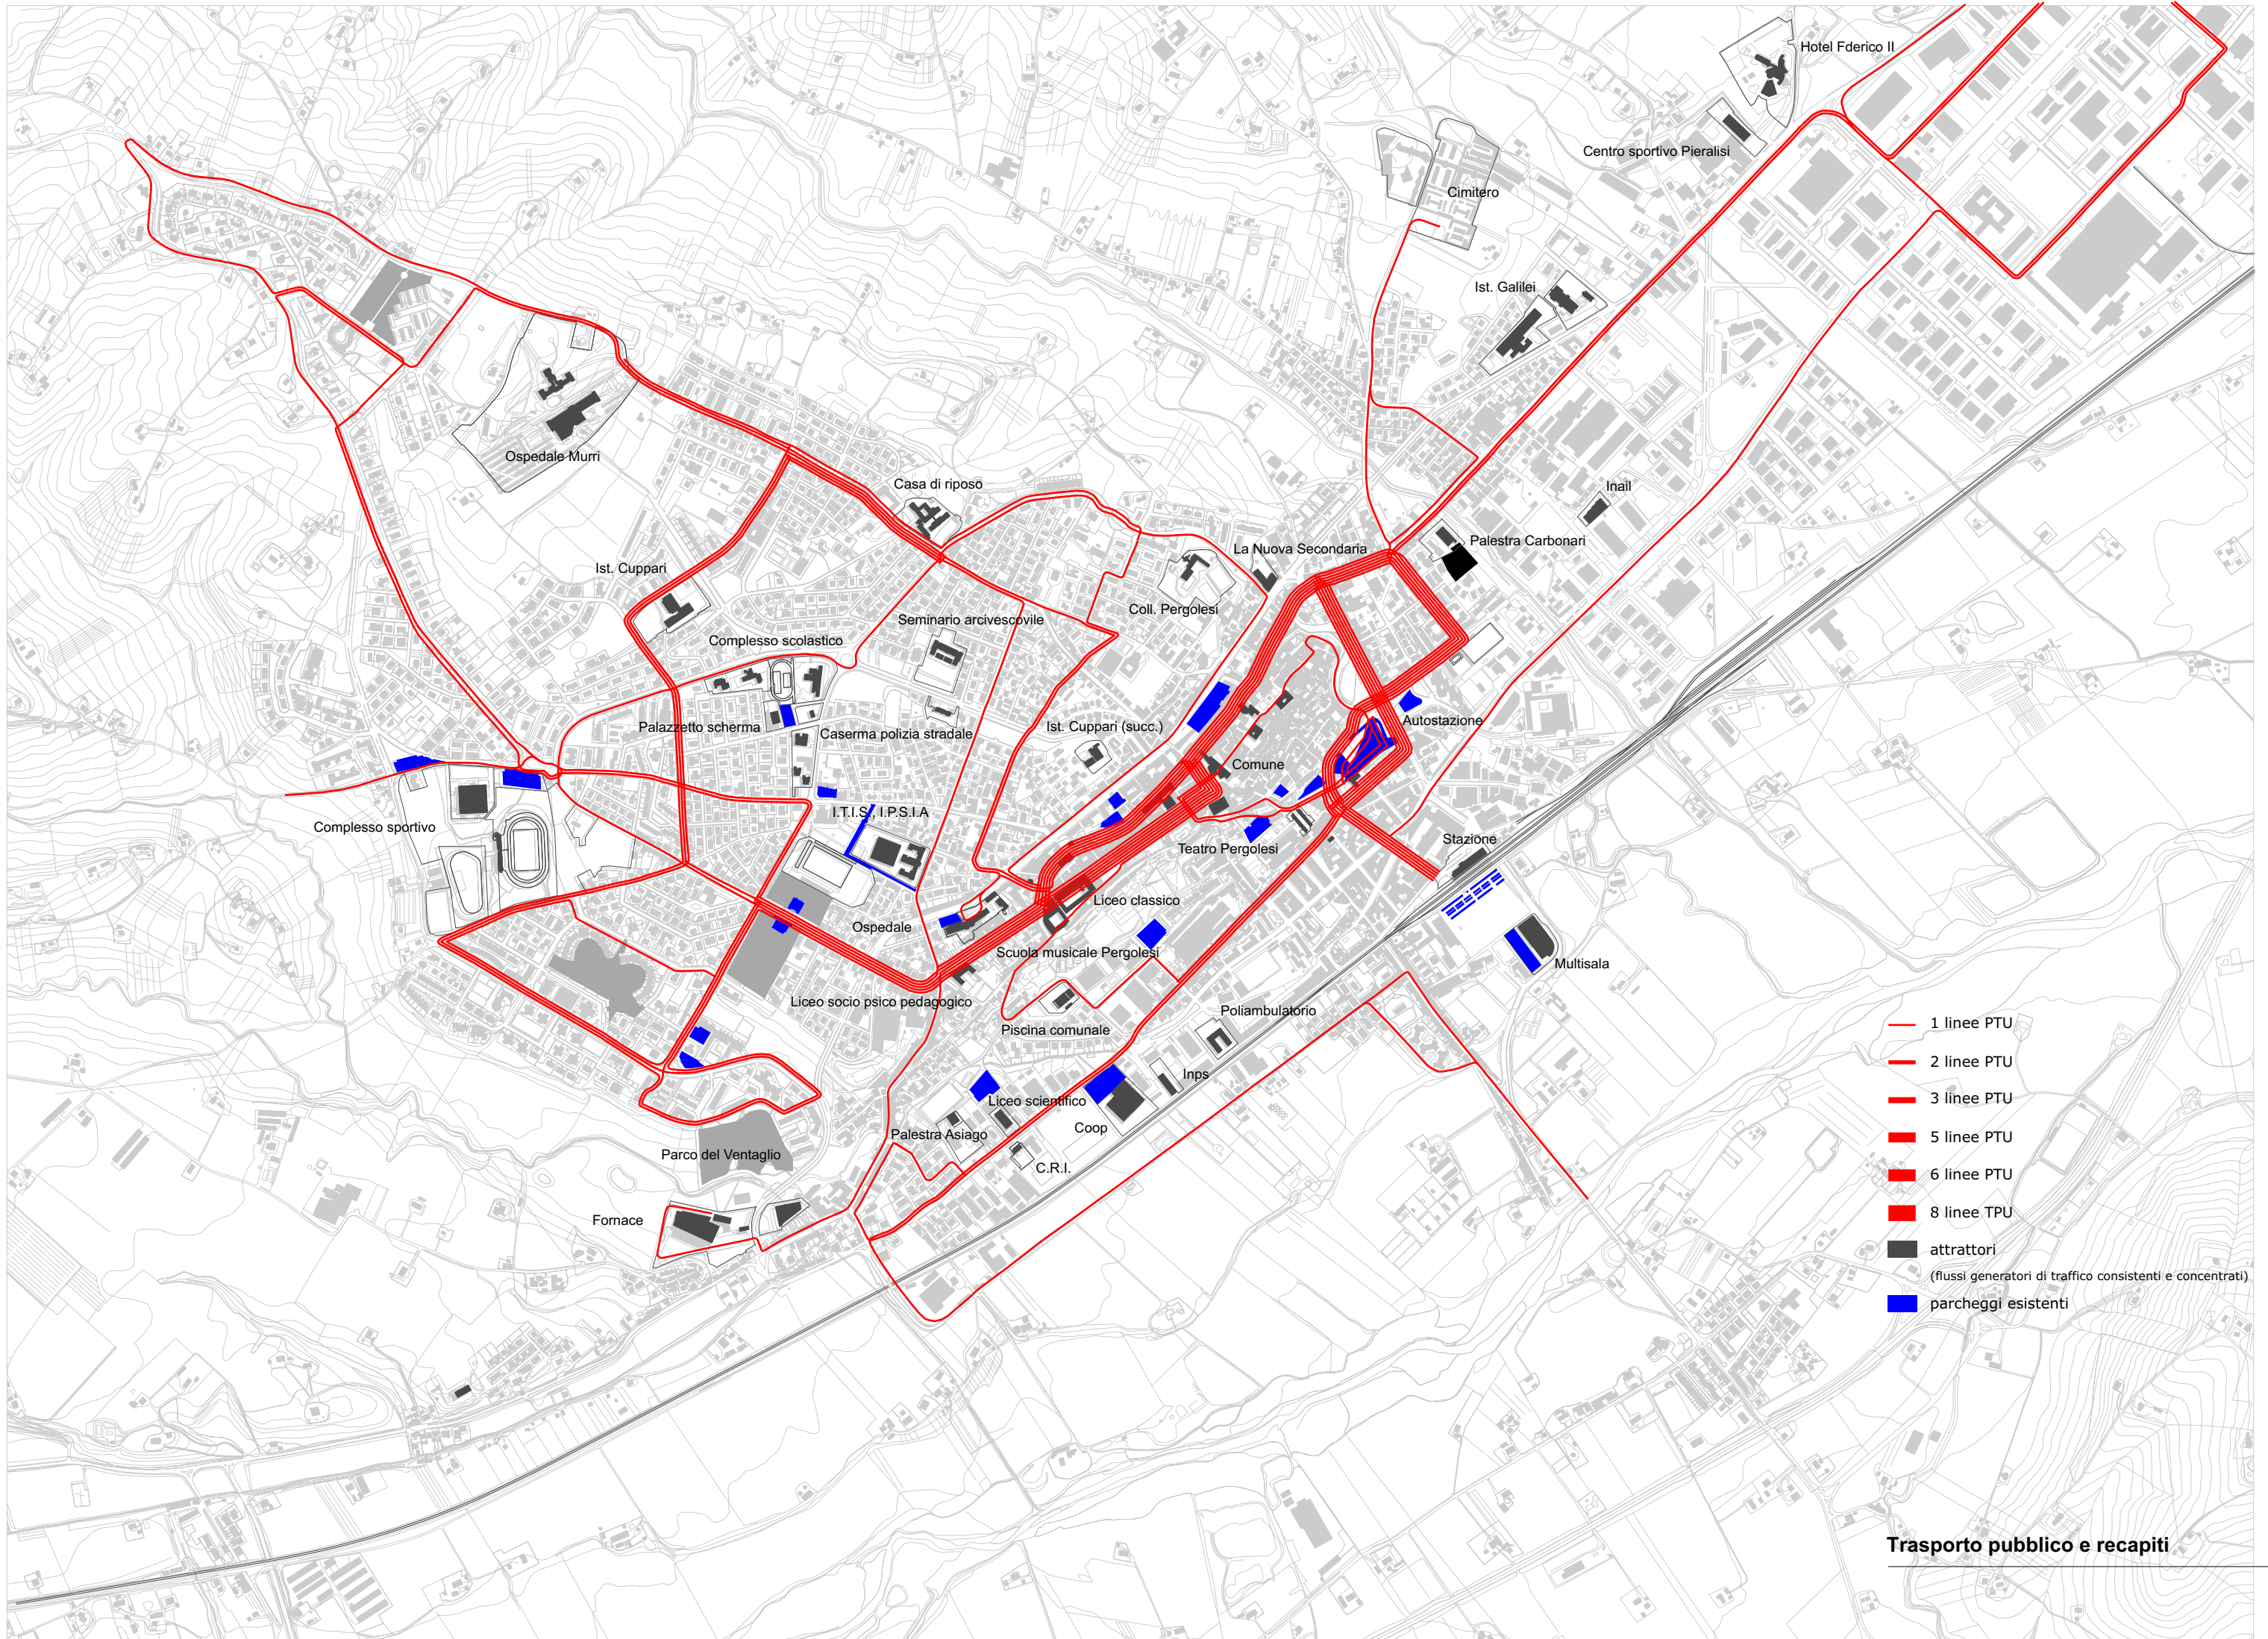 Hotel Fderico II
Centro sportivo Pieralisi
Cimitero
Ist. Galilei
Ospedale Murri
Casa di riposo
Inail
La Nuova Secondaria
Palestra Carbonari
Ist. Cuppari
Coll. Pergolesi
Seminario arcivescovile
Complesso scolastico
Palazzetto scherma
Caserma polizia stradale
Ist. Cuppari (succ.)
Autostazione
Comune
I.T.I.S., I.P.S.I.A
Complesso sportivo
Teatro Pergolesi
Stazione
Liceo classico
Ospedale
Scuola musicale Pergolesi
Multisala
Liceo socio psico pedagogico
Poliambulatorio
Piscina comunale
Inps
Liceo scientifico
Coop
Palestra Asiago
Parco del Ventaglio
C.R.I.
Fornace
1 linee PTU
2 linee PTU
3 linee PTU
5 linee PTU
6 linee PTU
8 linee TPU
attrattori
(flussi generatori di traffico consistenti e concentrati)
parcheggi esistenti
Trasporto pubblico e recapiti